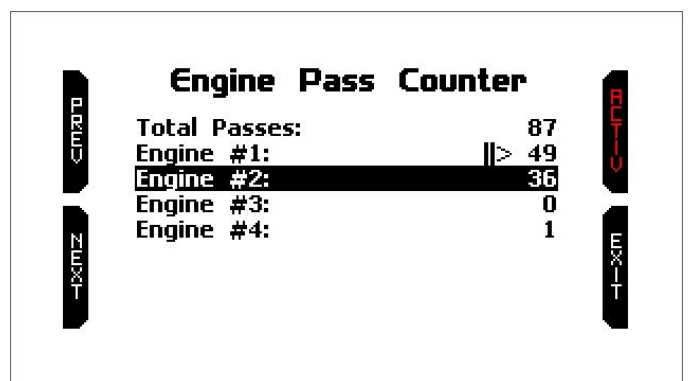 Engine Pass Counter
PREV
ACTIV
Total Passes: 87
Engine #1: ||> 49
Engine #2: 36
Engine #3: 0
Engine #4: 1
NEXT
EXIT